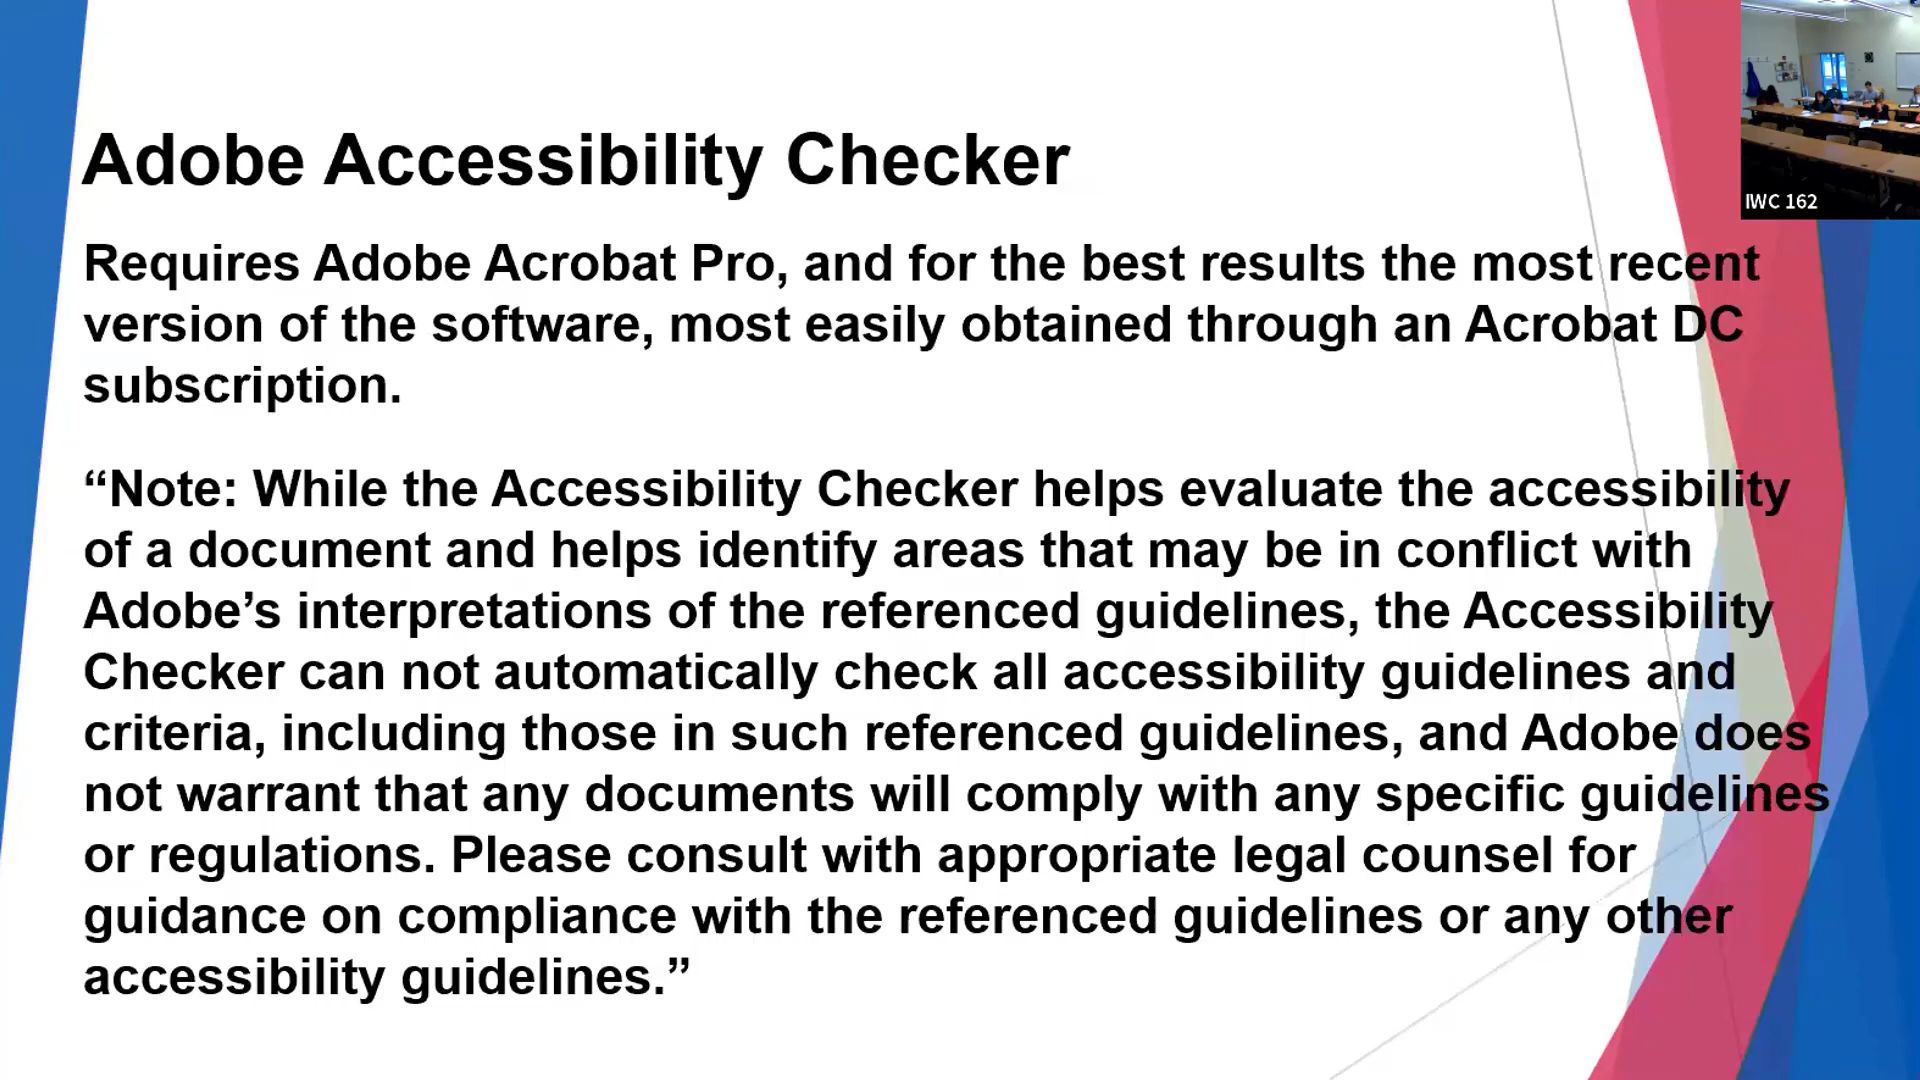 Adobe Accessibility Checker
IWC 162
Requires Adobe Acrobat Pro, and for the best results the most recent
version of the software, most easily obtained through an Acrobat DC
subscription.
“Note: While the Accessibility Checker helps evaluate the accessibility
of a document and helps identify areas that may be in conflict with
Adobe’s interpretations of the referenced guidelines, the Accessibility
Checker can not automatically check all accessibility guidelines and
criteria, including those in such referenced guidelines, and Adobe does
not warrant that any documents will comply with any specific guidelines
or regulations. Please consult with appropriate legal counsel for
guidance on compliance with the referenced guidelines or any other
accessibility guidelines.”